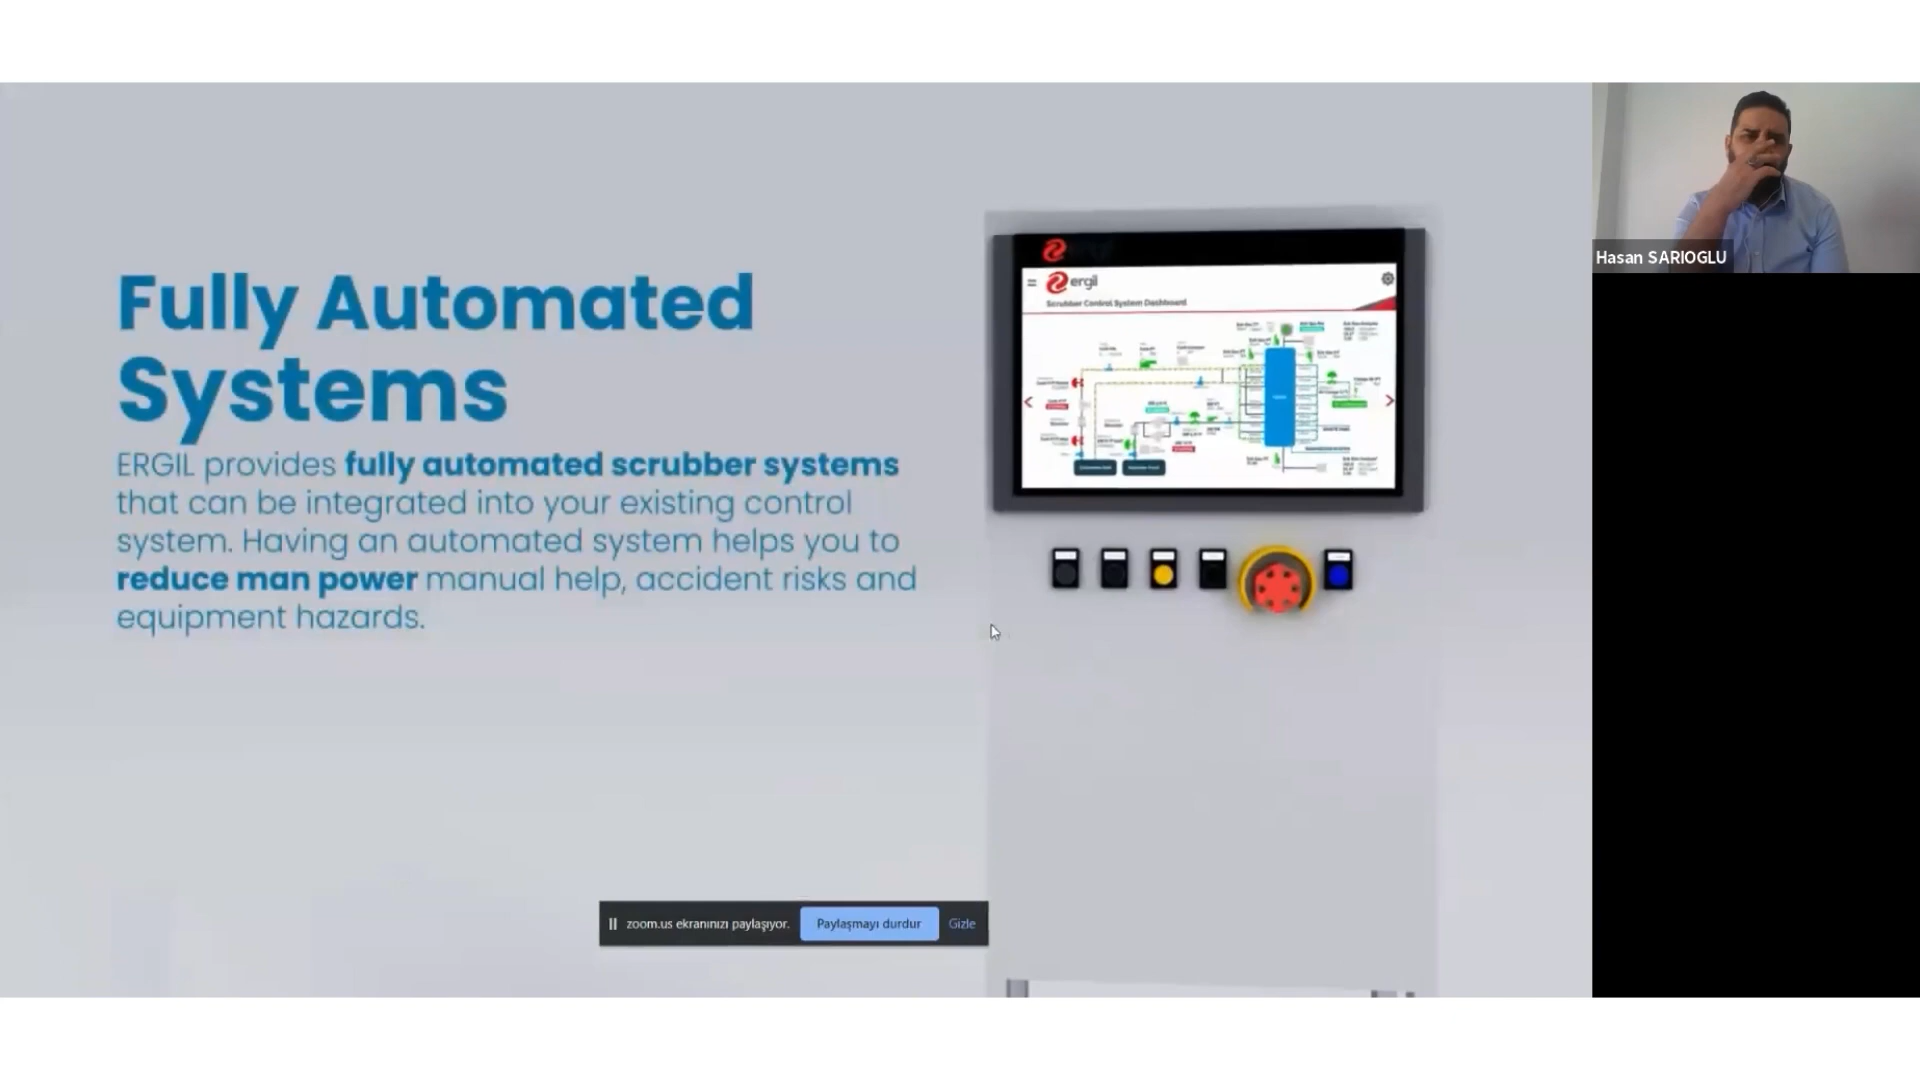 Fully Automated
Systems
ERGIL provides fully automated scrubber systems
that can be integrated into your existing control
system. Having an automated system helps you to
reduce man power manual help, accident risks and
equipment hazards.
ergil
Scrubber Control System Dashboard
zoom.us ekranınızı paylaşıyor.
Paylaşmayı durdur
Gizle
Hasan SARIOGLU